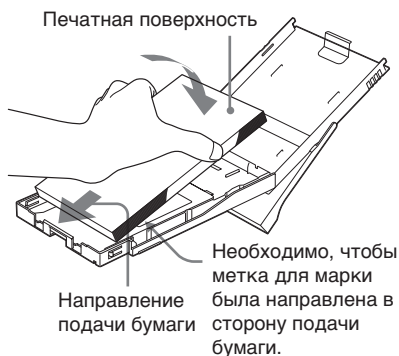 Печатная поверхность
Необходимо, чтобы
метка для марки
была направлена в
сторону подачи
бумаги.
Направление
подачи бумаги